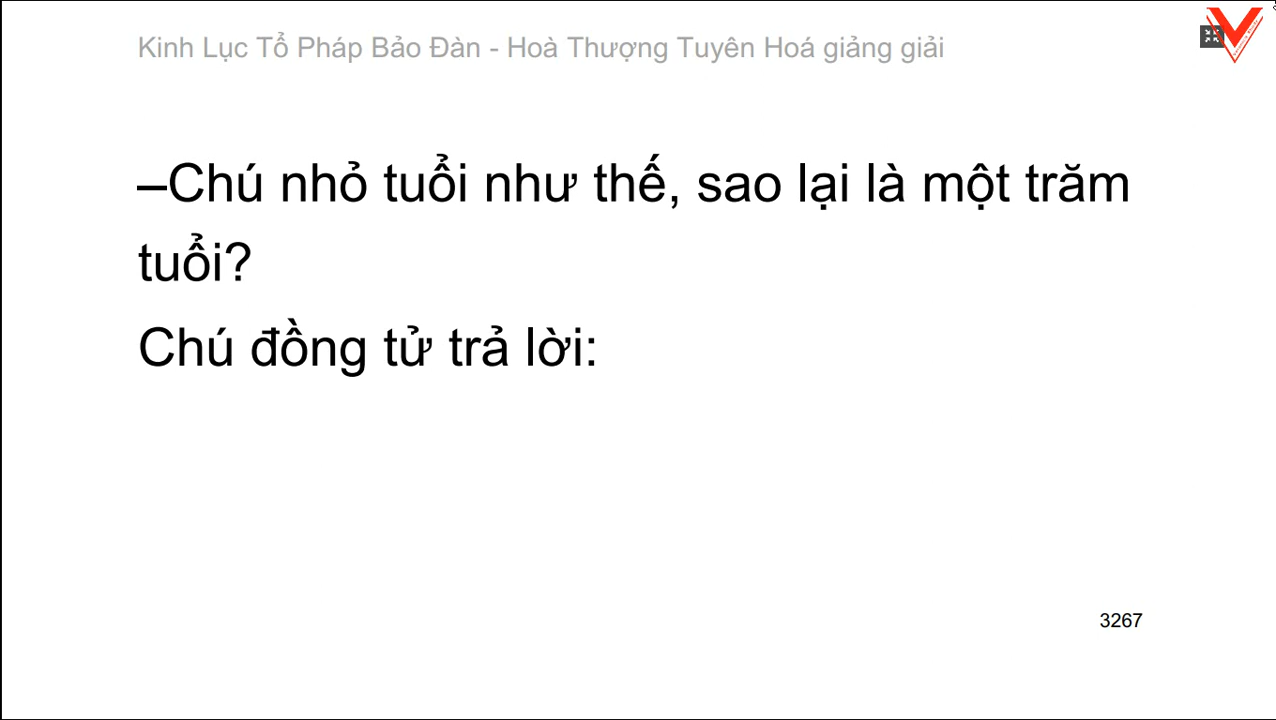 Kinh Lục Tổ Pháp Bảo Đàn - Hoà Thượng Tuyên Hoá giảng giải
–Chú nhỏ tuổi như thế, sao lại là một trăm
tuổi?
Chú đồng tử trả lời:
3267